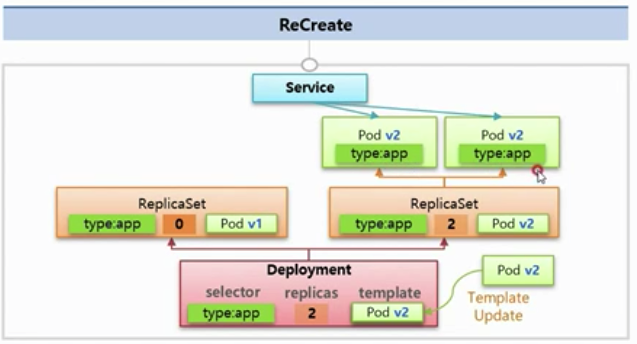 ReCreate
Service
Pod v2
type:app
Pod v2
type:app
ReplicaSet
type:app 0 Pod v1
ReplicaSet
type:app 2 Pod v2
Deployment
selector replicas template
type:app 2 Pod v2
Pod v2
Template
Update